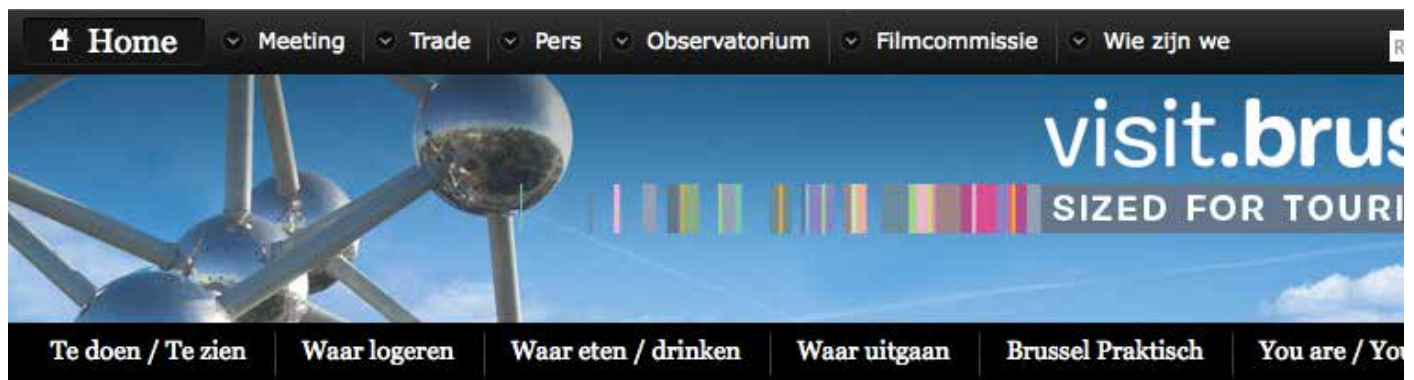 Home Meeting Trade Pers Observatorium Filmcommissie Wie zijn we
visit.brus
SIZED FOR TOURI
Te doen / Te zien Waar logeren Waar eten / drinken Waar uitgaan Brussel Praktisch You are / You